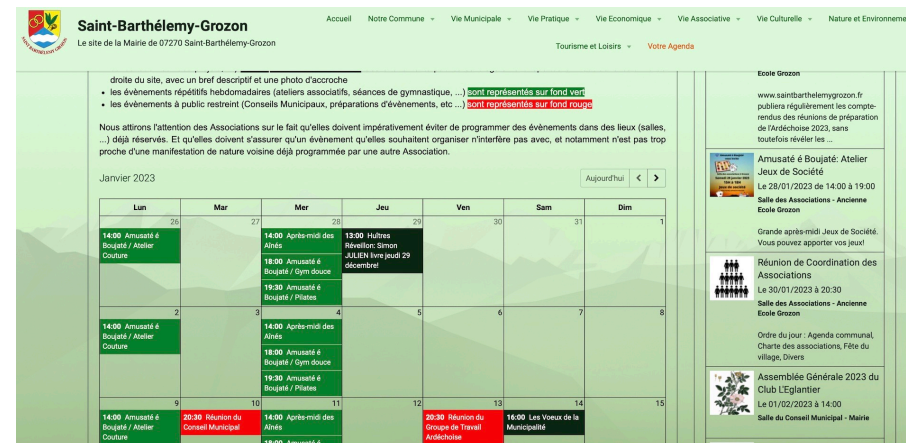 Saint-Barthélemy-Grozon
Le site de la Mairie de 07270 Saint-Barthélemy-Grozon
Accueil
Notre Commune
Vie Municipale
Vie Pratique
Vie Economique
Vie Associative
Vie Culturelle
Nature et Environneme
Tourisme et Loisirs
Votre Agenda
droite du site, avec un bref descriptif et une photo d'accroche
les évènements répétitifs hebdomadaires (ateliers associatifs, séances de gymnastique, ...) sont représentés sur fond vert
les évènements à public restreint (Conseils Municipaux, préparations d'évènements, etc ...) sont représentés sur fond rouge
Nous attirons l'attention des Associations sur le fait qu'elles doivent impérativement éviter de programmer des évènements dans des lieux (salles,
...) déjà réservés. Et qu'elles doivent s'assurer qu'un évènement qu'elles souhaitent organiser n'interfère pas avec, et notamment n'est pas trop
proche d'une manifestation de nature voisine déjà programmée par une autre Association.
Janvier 2023
Aujourd'hui
Lun Mar Mer Jeu Ven Sam Dim
26 27 28 29 30 31 1
14:00 Amusaté é
Boujaté / Atelier
Couture
14:00 Après-midi des
Aînés
18:00 Amusaté é
Boujaté / Gym douce
19:30 Amusaté é
Boujaté / Pilates
13:00 Huîtres
Réveillon: Simon
JULIEN livre jeudi 29
décembre!
2 3 4 5 6 7 8
14:00 Amusaté é
Boujaté / Atelier
Couture
14:00 Après-midi des
Aînés
18:00 Amusaté é
Boujaté / Gym douce
19:30 Amusaté é
Boujaté / Pilates
9 10 11 12 13 14 15
14:00 Amusaté é
Boujaté / Atelier
Couture
20:30 Réunion du
Conseil Municipal
14:00 Après-midi des
Aînés
20:30 Réunion du
Groupe de Travail
Ardéchoise
16:00 Les Voeux de la
Municipalité
Ecole Grozon
www.saintbarthelemygrozon.fr
publiera régulièrement les compte-
rendus des réunions de préparation
de l'Ardéchoise 2023, sans
toutefois révéler les ...
Amusaté é Boujaté: Atelier
Jeux de Société
Le 28/01/2023 de 14:00 à 19:00
Salle des Associations - Ancienne
Ecole Grozon
Grande après-midi Jeux de Société.
Vous pouvez apporter vos jeux!
Réunion de Coordination des
Associations
Le 30/01/2023 à 20:30
Salle des Associations - Ancienne
Ecole Grozon
Ordre du jour : Agenda communal,
Charte des associations, Fête du
village, Divers
Assemblée Générale 2023 du
Club L'Eglantier
Le 01/02/2023 à 14:00
Salle du Conseil Municipal - Mairie